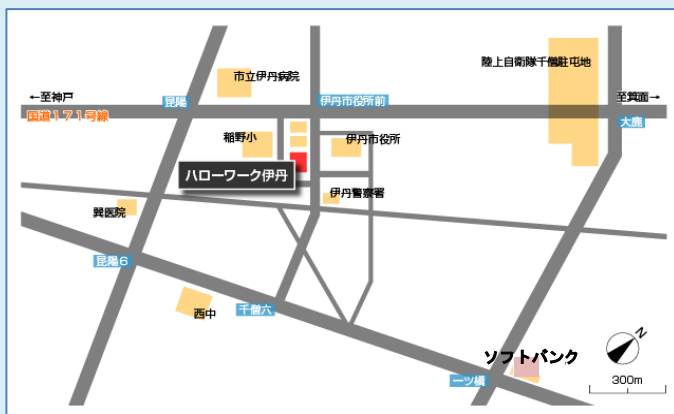 市立伊丹病院
陸上自衛隊千僧駐屯地
←至神戸
昆陽
伊丹市役所前
至箕面→
国道171号線
大鹿
稲野小
伊丹市役所
ハローワーク伊丹
伊丹警察署
巽医院
昆陽6
西中
千僧六
ソフトバンク
N
一ツ橋
300m